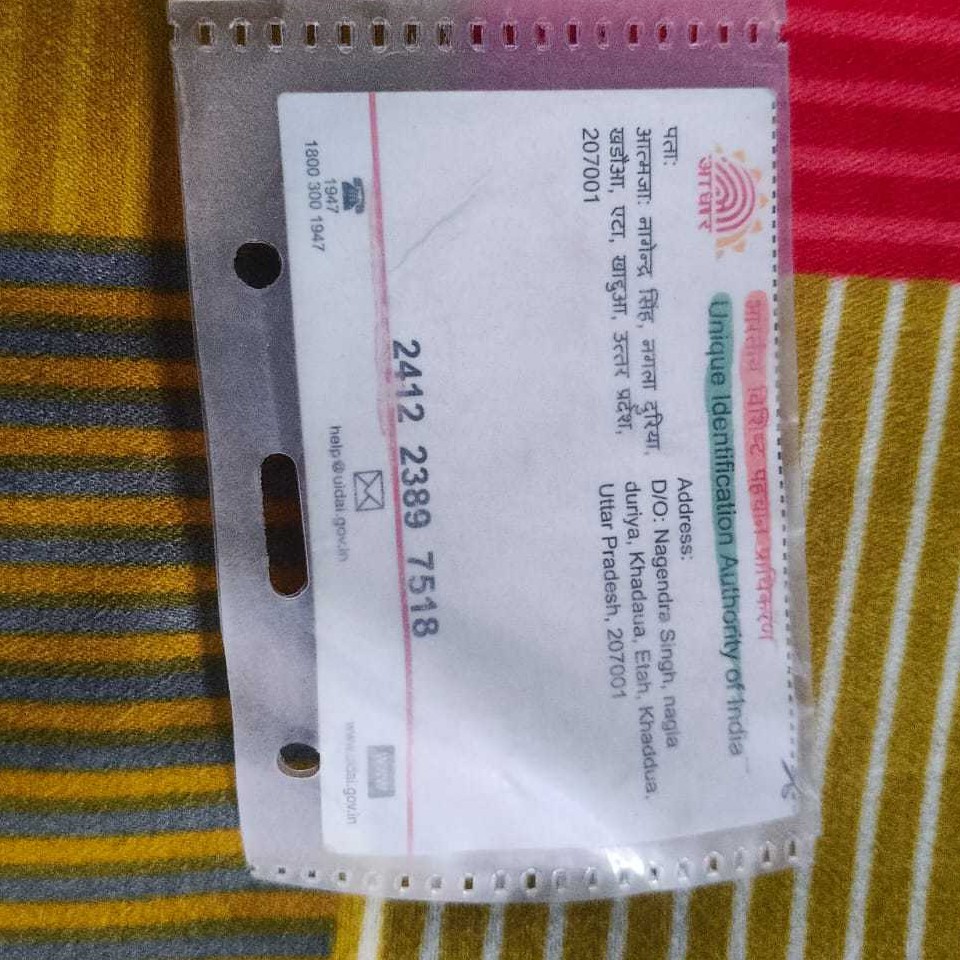 भारतीय विशिष्ट पहचान प्राधिकरण
Unique Identification Authority of India
आधार
पता:
आत्मजा: नागेन्द्र सिंह, नगला दुरिया,
खडौआ, एटा, खाद्दुआ, उत्तर प्रदेश,
207001
Address:
D/O: Nagendra Singh, nagla
duriya, Khadaua, Etah, Khaddua,
Uttar Pradesh, 207001
2412 2389 7518
1947
1800 300 1947
help@uidai.gov.in
www
www.uidai.gov.in